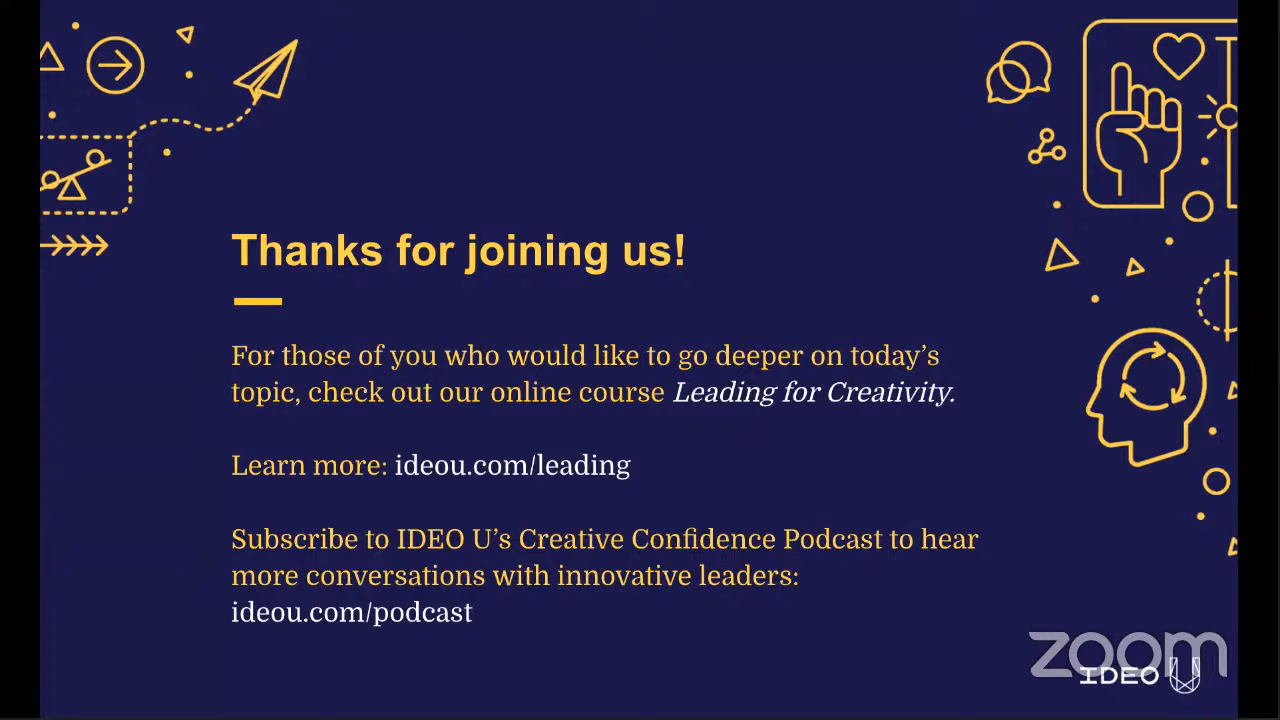 Thanks for joining us!
For those of you who would like to go deeper on today’s
topic, check out our online course Leading for Creativity.
Learn more: ideou.com/leading
Subscribe to IDEO U’s Creative Confidence Podcast to hear
more conversations with innovative leaders:
ideou.com/podcast
zoom
IDEO U